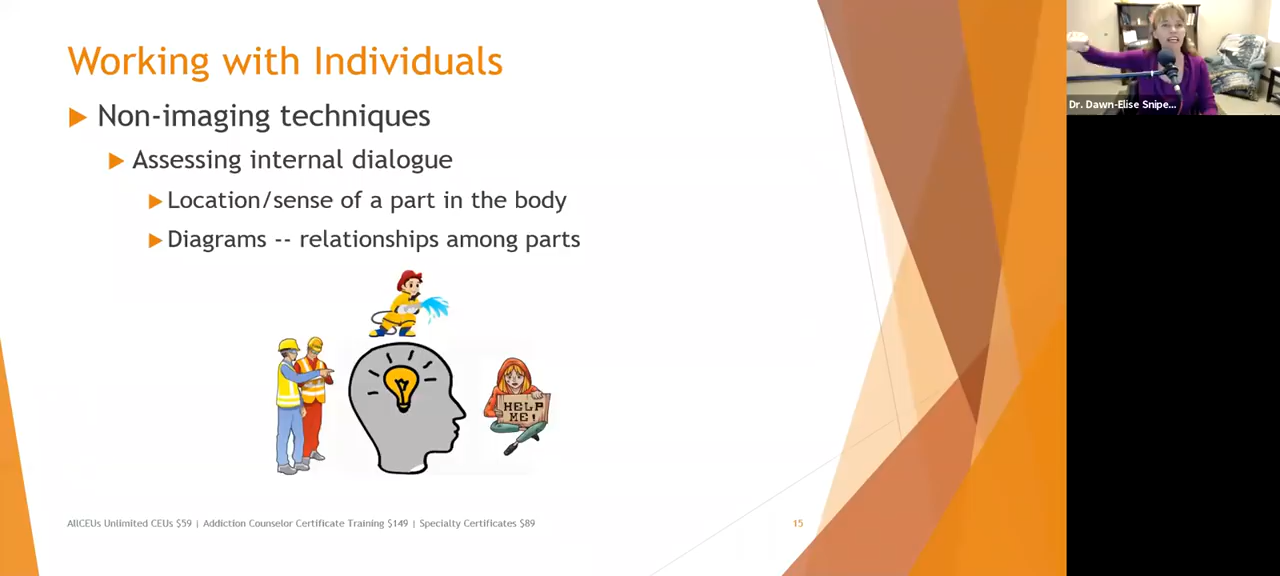 Working with Individuals
Non-imaging techniques
Assessing internal dialogue
Location/sense of a part in the body
Diagrams -- relationships among parts
HELP
ME!
AllCEUs Unlimited CEUs $59 | Addiction Counselor Certificate Training $149 | Specialty Certificates $89
15
Dr. Dawn-Elise Snipe...